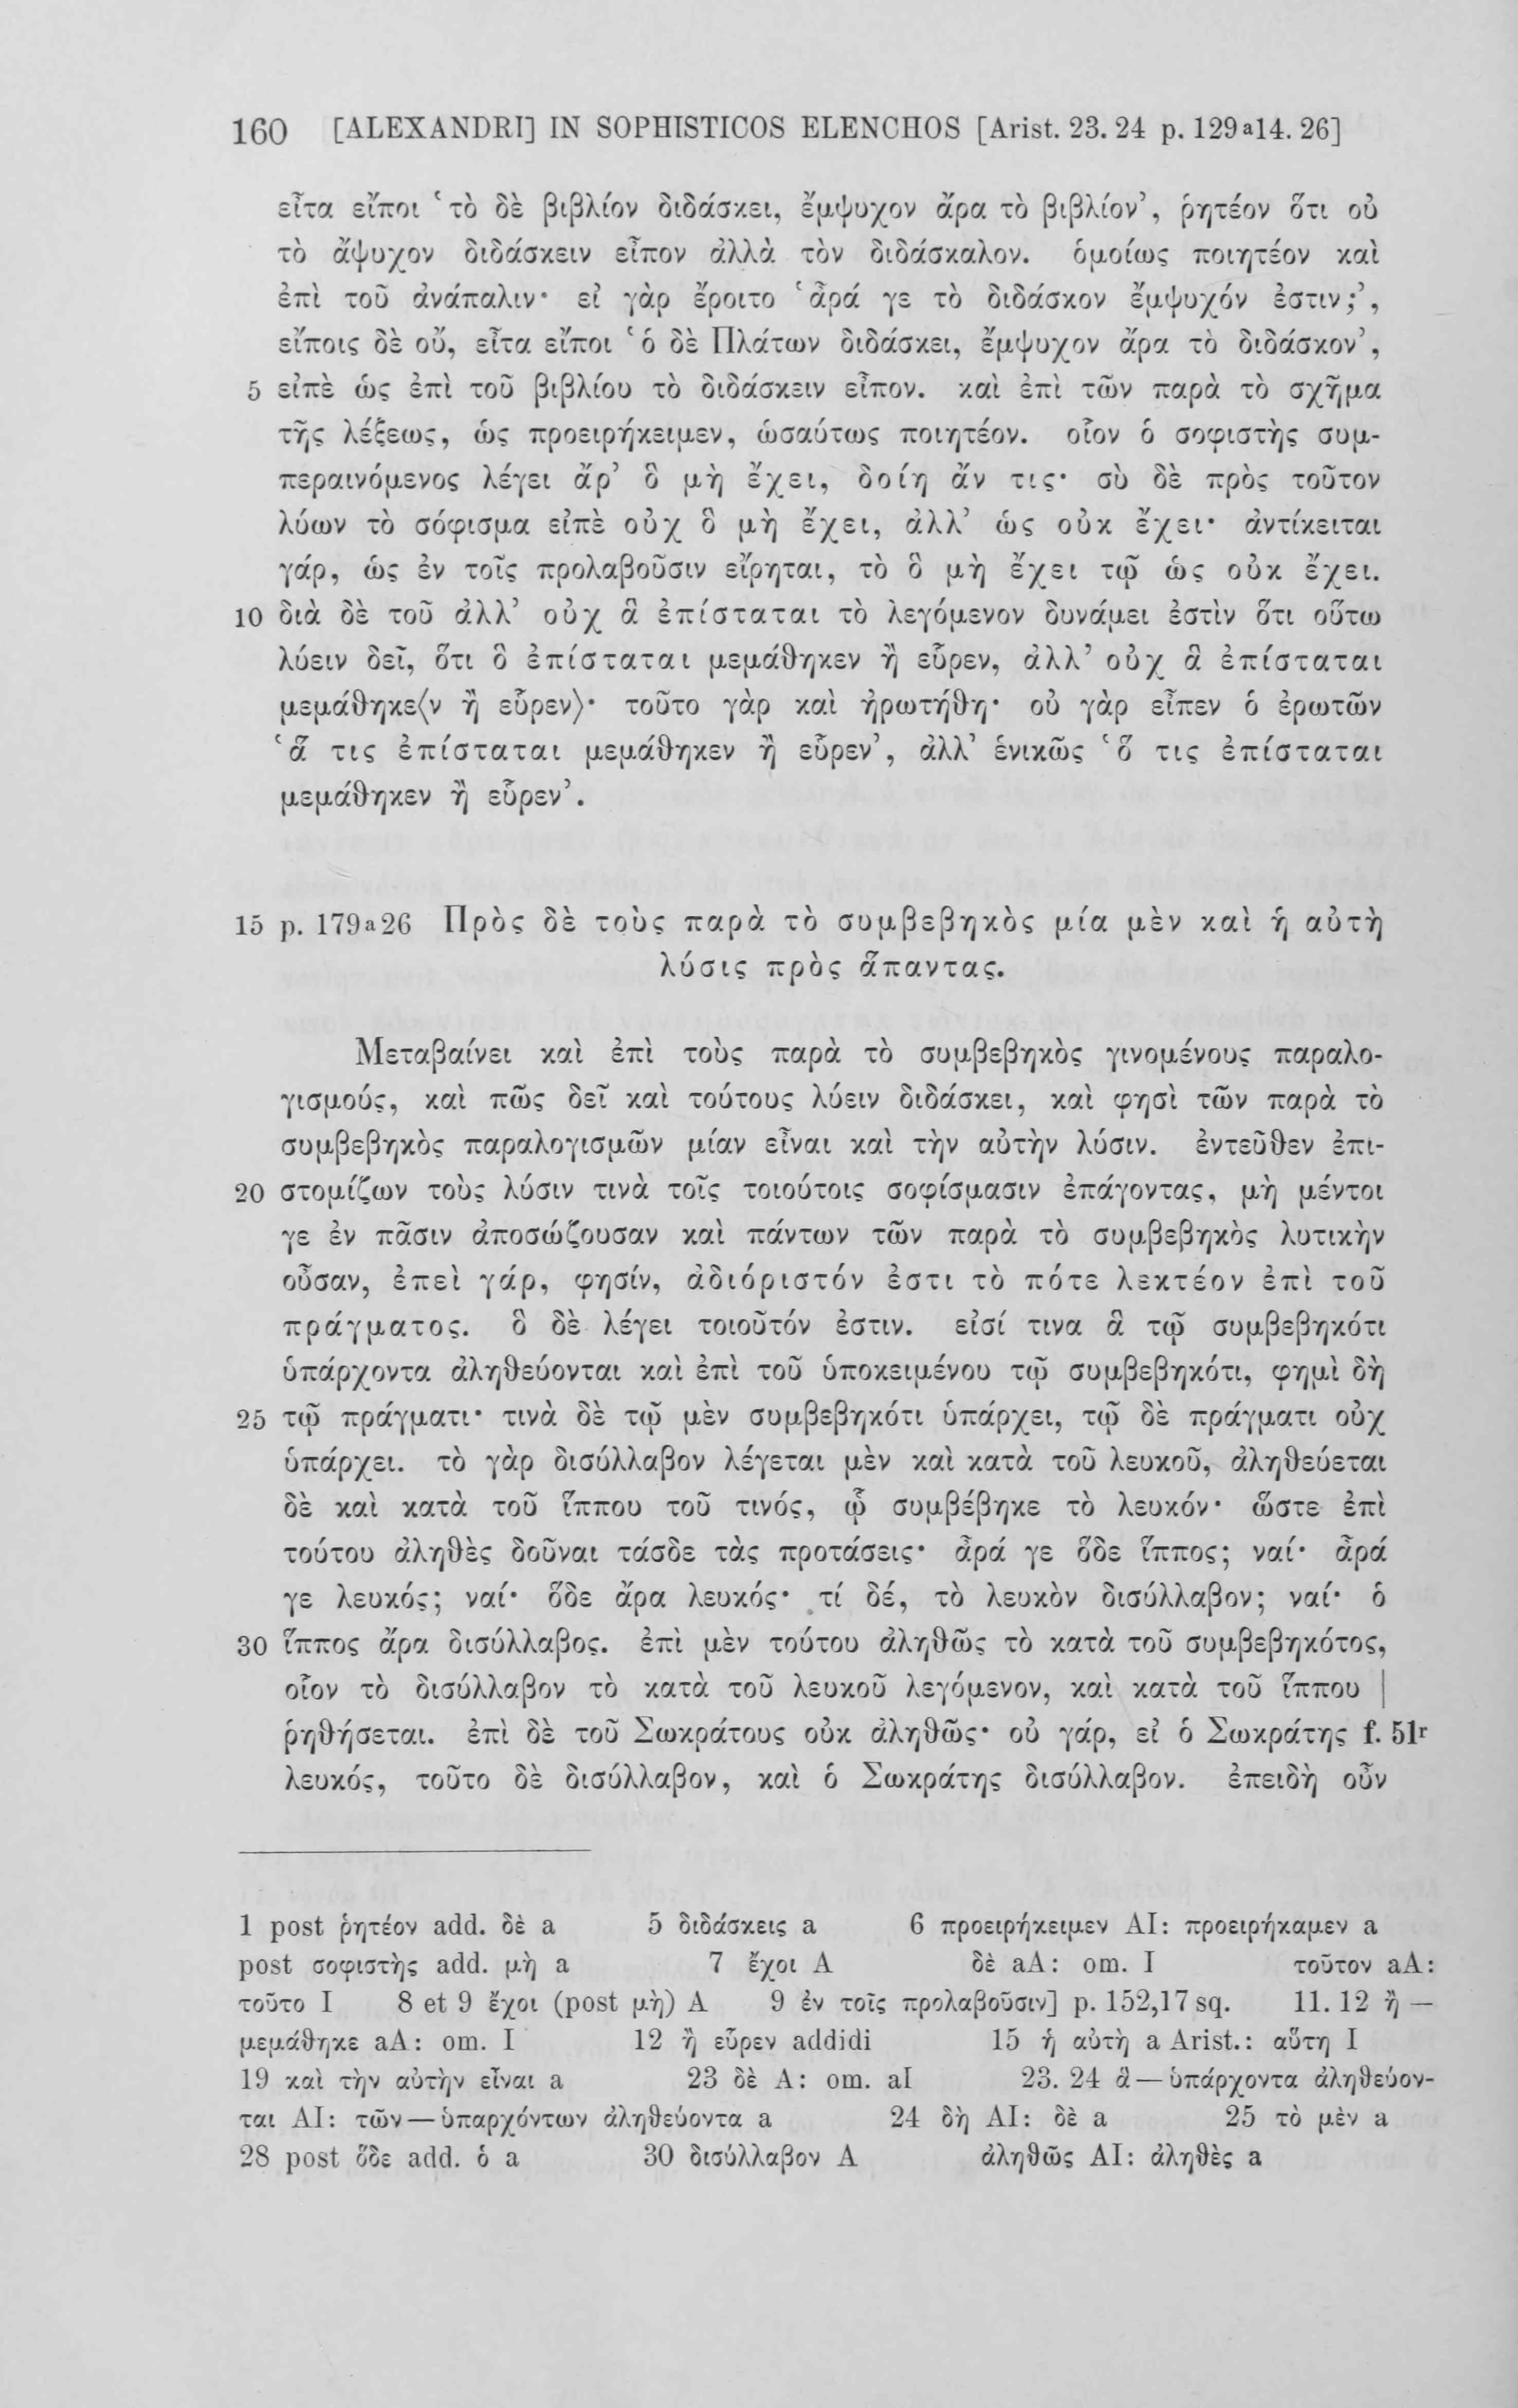 160 [ALEXANDRI] IN SOPHISTICOS ELENCHOS [Arist. 23. 24 p. 129ᵃ14. 26]
εἶτα εἴποι ‛τὸ δὲ βιβλίον διδάσκει, ἔμψυχον ἄρα τὸ βιβλίον’, ῥητέον ὅτι οὐ
τὸ ἄψυχον διδάσκειν εἶπον ἀλλὰ τὸν διδάσκαλον. ὁμοίως ποιητέον καὶ
ἐπὶ τοῦ ἀνάπαλιν· εἰ γὰρ ἔροιτο ‛ἆρά γε τὸ διδάσκον ἔμψυχόν ἐστιν;’,
εἴποις δὲ οὔ, εἶτα εἴποι ‛ὁ δὲ Πλάτων διδάσκει, ἔμψυχον ἄρα τὸ διδάσκον’,
5 εἰπὲ ὡς ἐπὶ τοῦ βιβλίου τὸ διδάσκειν εἶπον. καὶ ἐπὶ τῶν παρὰ τὸ σχῆμα
τῆς λέξεως, ὡς προειρήκειμεν, ὡσαύτως ποιητέον. οἷον ὁ σοφιστὴς συμ-
περαινόμενος λέγει ἄρ’ ὃ μὴ ἔχει, δοίη ἄν τις· σὺ δὲ πρὸς τοῦτον
λύων τὸ σόφισμα εἰπὲ οὐχ ὃ μὴ ἔχει, ἀλλ’ ὡς οὐκ ἔχει· ἀντίκειται
γάρ, ὡς ἐν τοῖς προλαβοῦσιν εἴρηται, τὸ ὃ μὴ ἔχει τῷ ὡς οὐκ ἔχει.
10 διὰ δὲ τοῦ ἀλλ’ οὐχ ἃ ἐπίσταται τὸ λεγόμενον δυνάμει ἐστὶν ὅτι οὕτω
λύειν δεῖ, ὅτι ὃ ἐπίσταται μεμάθηκεν ἢ εὗρεν, ἀλλ’ οὐχ ἃ ἐπίσταται
μεμάθηκε⟨ν ἢ εὗρεν⟩· τοῦτο γὰρ καὶ ἠρωτήθη· οὐ γὰρ εἶπεν ὁ ἐρωτῶν
‛ἅ τις ἐπίσταται μεμάθηκεν ἢ εὗρεν’, ἀλλ’ ἑνικῶς ‛ὅ τις ἐπίσταται
μεμάθηκεν ἢ εὗρεν’.
15 p. 179ᵃ26 Πρὸς δὲ τοὺς παρὰ τὸ συμβεβηκὸς μία μὲν καὶ ἡ αὐτὴ
λύσις πρὸς ἅπαντας.
Μεταβαίνει καὶ ἐπὶ τοὺς παρὰ τὸ συμβεβηκὸς γινομένους παραλο-
γισμούς, καὶ πῶς δεῖ καὶ τούτους λύειν διδάσκει, καὶ φησὶ τῶν παρὰ τὸ
συμβεβηκὸς παραλογισμῶν μίαν εἶναι καὶ τὴν αὐτὴν λύσιν. ἐντεῦθεν ἐπι-
20 στομίζων τοὺς λύσιν τινὰ τοῖς τοιούτοις σοφίσμασιν ἐπάγοντας, μὴ μέντοι
γε ἐν πᾶσιν ἀποσώζουσαν καὶ πάντων τῶν παρὰ τὸ συμβεβηκὸς λυτικὴν
οὖσαν, ἐπεὶ γάρ, φησίν, ἀδιόριστόν ἐστι τὸ πότε λεκτέον ἐπὶ τοῦ
πράγματος. ὃ δὲ λέγει τοιοῦτόν ἐστιν. εἰσί τινα ἃ τῷ συμβεβηκότι
ὑπάρχοντα ἀληθεύονται καὶ ἐπὶ τοῦ ὑποκειμένου τῷ συμβεβηκότι, φημὶ δὴ
25 τῷ πράγματι· τινὰ δὲ τῷ μὲν συμβεβηκότι ὑπάρχει, τῷ δὲ πράγματι οὐχ
ὑπάρχει. τὸ γὰρ δισύλλαβον λέγεται μὲν καὶ κατὰ τοῦ λευκοῦ, ἀληθεύεται
δὲ καὶ κατὰ τοῦ ἵππου τοῦ τινός, ᾧ συμβέβηκε τὸ λευκόν· ὥστε ἐπὶ
τούτου ἀληθὲς δοῦναι τάσδε τὰς προτάσεις· ἆρά γε ὅδε ἵππος; ναί· ἆρά
γε λευκός; ναί· ὅδε ἄρα λευκός· τί δέ, τὸ λευκὸν δισύλλαβον; ναί· ὁ
30 ἵππος ἄρα δισύλλαβος. ἐπὶ μὲν τούτου ἀληθῶς τὸ κατὰ τοῦ συμβεβηκότος,
οἷον τὸ δισύλλαβον τὸ κατὰ τοῦ λευκοῦ λεγόμενον, καὶ κατὰ τοῦ ἵππου |
ῥηθήσεται. ἐπὶ δὲ τοῦ Σωκράτους οὐκ ἀληθῶς· οὐ γάρ, εἰ ὁ Σωκράτης f. 51ʳ
λευκός, τοῦτο δὲ δισύλλαβον, καὶ ὁ Σωκράτης δισύλλαβον. ἐπειδὴ οὖν
1 post ῥητέον add. δὲ a 5 διδάσκεις a 6 προειρήκειμεν AI: προειρήκαμεν a
post σοφιστὴς add. μὴ a 7 ἔχοι A δὲ aA: om. I τοῦτον aA:
τοῦτο I 8 et 9 ἔχοι (post μὴ) A 9 ἐν τοῖς προλαβοῦσιν] p. 152,17 sq. 11. 12 ἢ —
μεμάθηκε aA: om. I 12 ἢ εὗρεν addidi 15 ἡ αὐτὴ a Arist.: αὕτη I
19 καὶ τὴν αὐτὴν εἶναι a 23 δὲ A: om. aI 23. 24 ἃ — ὑπάρχοντα ἀληθεύον-
ται AI: τῶν — ὑπαρχόντων ἀληθεύοντα a 24 δὴ AI: δὲ a 25 τὸ μὲν a
28 post ὅδε add. ὁ a 30 δισύλλαβον A ἀληθῶς AI: ἀληθὲς a